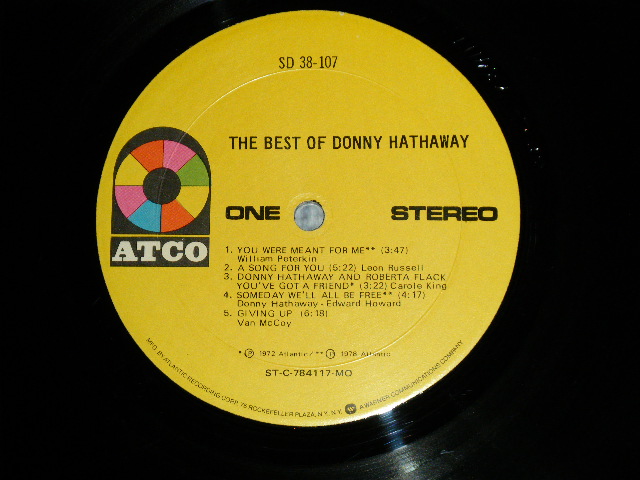 SD 38-107
THE BEST OF DONNY HATHAWAY
ATCO
ONE
STEREO
1. YOU WERE MEANT FOR ME** (3:47)
William Peterkin
2. A SONG FOR YOU (5:22) Leon Russell
3. DONNY HATHAWAY AND ROBERTA FLACK
YOU'VE GOT A FRIEND* (3:22) Carole King
4. SOMEDAY WE'LL ALL BE FREE** (4:17)
Donny Hathaway - Edward Howard
5. GIVING UP (6:18)
Van McCoy
* ℗ 1972 Atlantic/** ℗ 1978 Atlantic
ST-C-784117-MO
MFG. BY ATLANTIC RECORDING CORP. 75 ROCKEFELLER PLAZA, N.Y. N.Y. A WARNER COMMUNICATIONS COMPANY